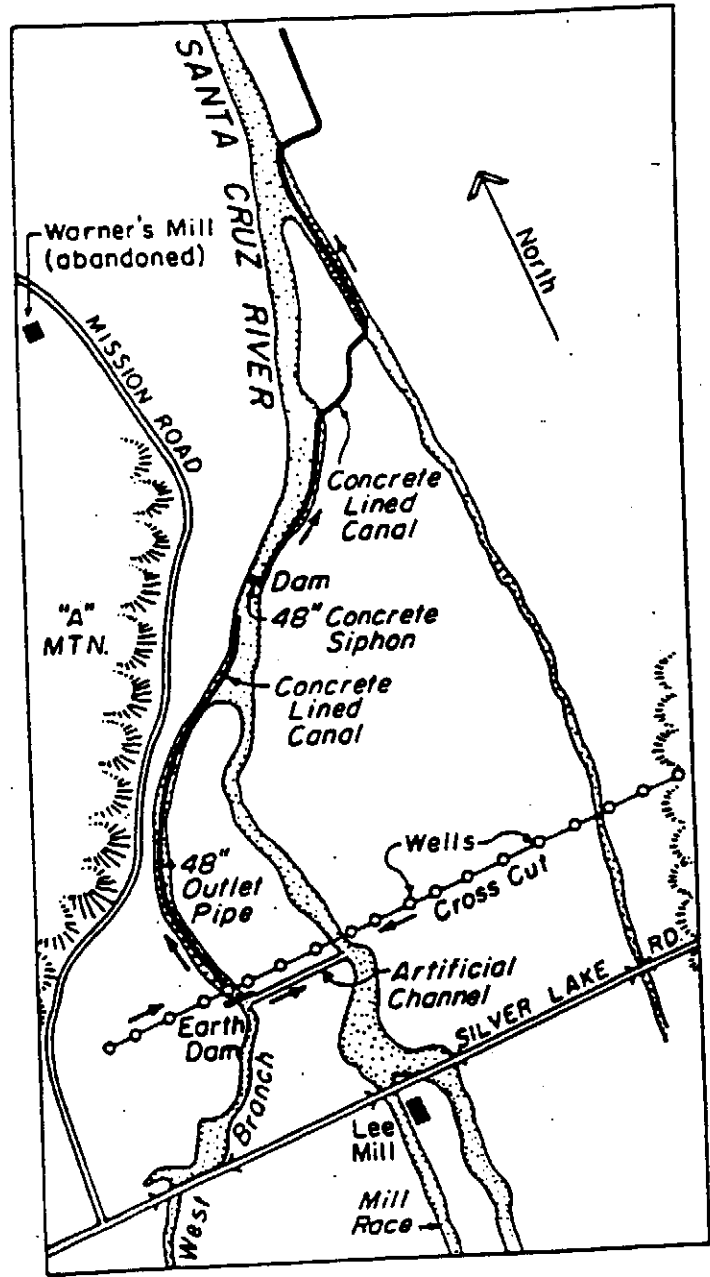 SANTA CRUZ RIVER
Warner's Mill
(abandoned)
North
MISSION ROAD
Concrete
Lined
Canal
Dam
"A"
MTN.
48" Concrete
Siphon
Concrete
Lined
Canal
Wells
48"
Outlet
Pipe
Cross Cut
Artificial
Channel
SILVER LAKE RD.
Earth
Dam
West Branch
Lee
Mill
Mill
Race